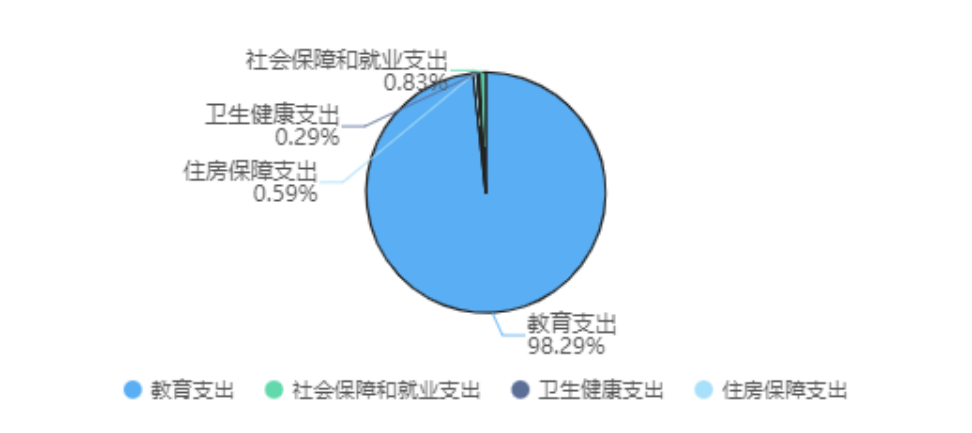 社会保障和就业支出
0.83%
卫生健康支出
0.29%
住房保障支出
0.59%
教育支出
98.29%
教育支出 社会保障和就业支出 卫生健康支出 住房保障支出